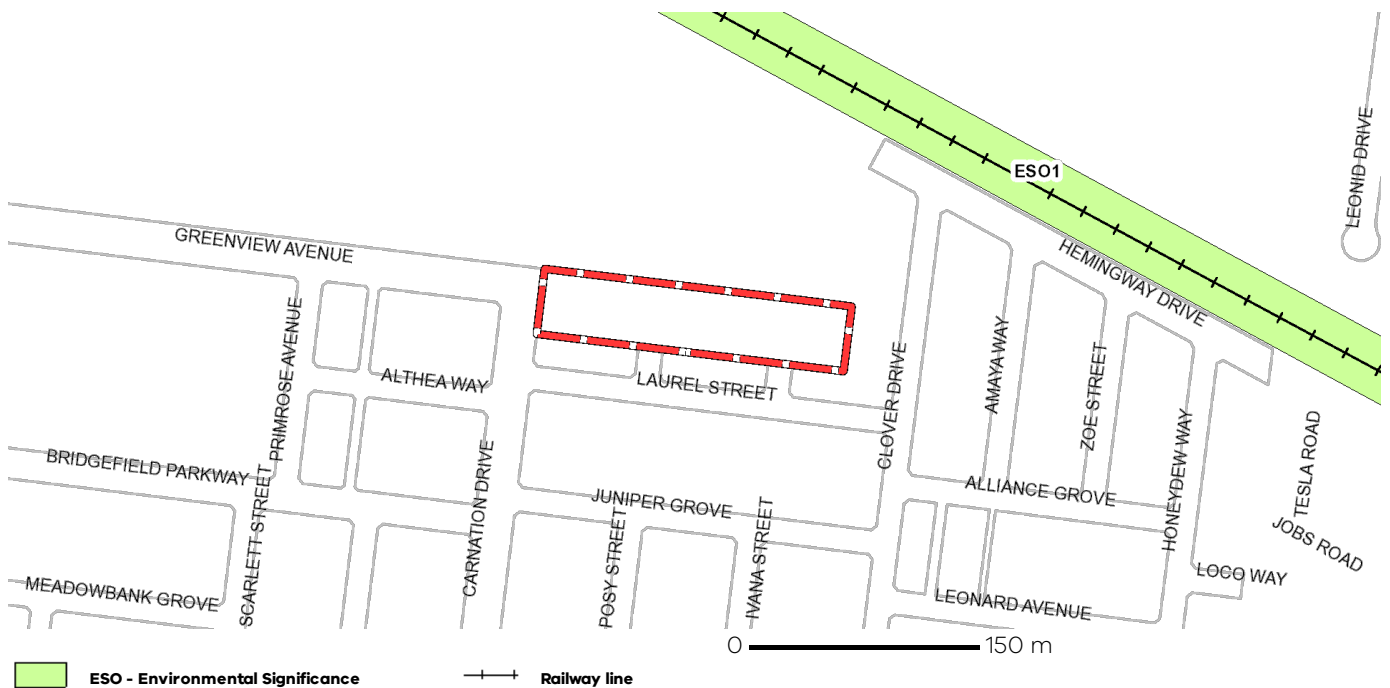 ESO1
LEONID DRIVE
GREENVIEW AVENUE
HEMINGWAY DRIVE
PRIMROSE AVENUE
ALTHEA WAY
LAUREL STREET
CLOVER DRIVE
AMAYA WAY
ZOE STREET
HONEYDEW WAY
TESLA ROAD
BRIDGEFIELD PARKWAY
SCARLETT STREET
CARNATION DRIVE
JUNIPER GROVE
POSY STREET
IVANA STREET
ALLIANCE GROVE
JOBS ROAD
LOCO WAY
MEADOWBANK GROVE
LEONARD AVENUE
0 150 m
ESO - Environmental Significance
Railway line